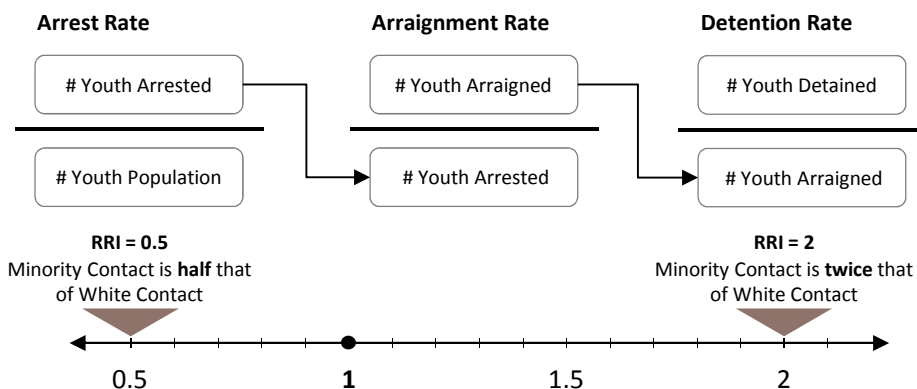 Arrest Rate
Arraignment Rate
Detention Rate
# Youth Arrested
# Youth Arraigned
# Youth Detained
# Youth Population
# Youth Arrested
# Youth Arraigned
RRI = 0.5
Minority Contact is half that
of White Contact
RRI = 2
Minority Contact is twice that
of White Contact
0.5
1
1.5
2